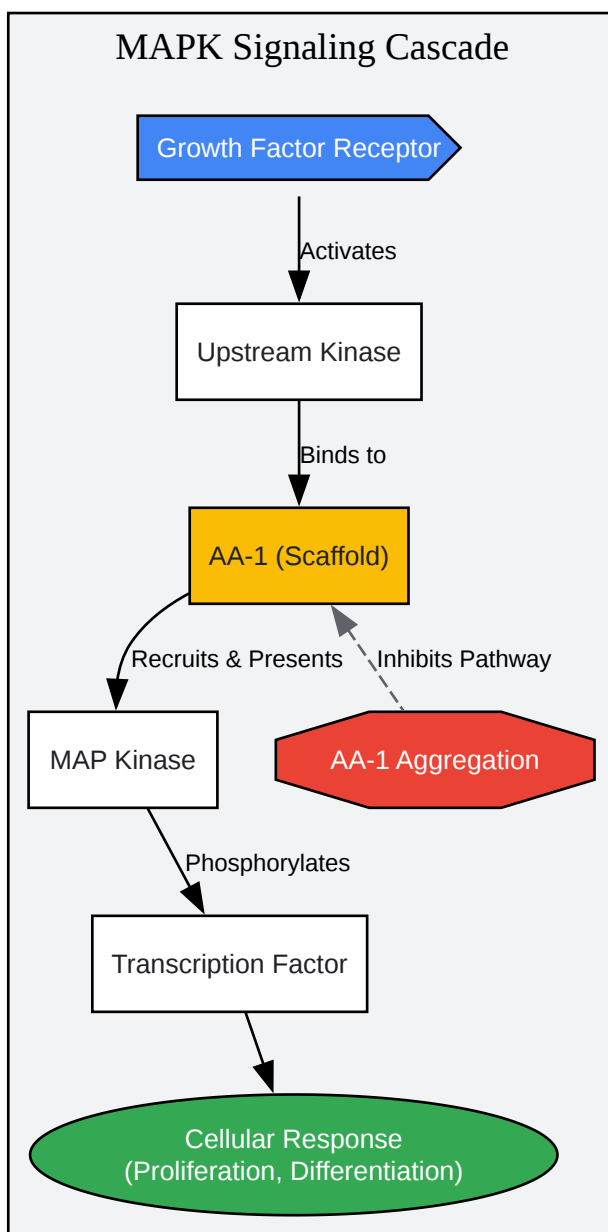 MAPK Signaling Cascade
Growth Factor Receptor
Activates
Upstream Kinase
Binds to
AA-1 (Scaffold)
Recruits & Presents
Inhibits Pathway
MAP Kinase
AA-1 Aggregation
Phosphorylates
Transcription Factor
Cellular Response
(Proliferation, Differentiation)